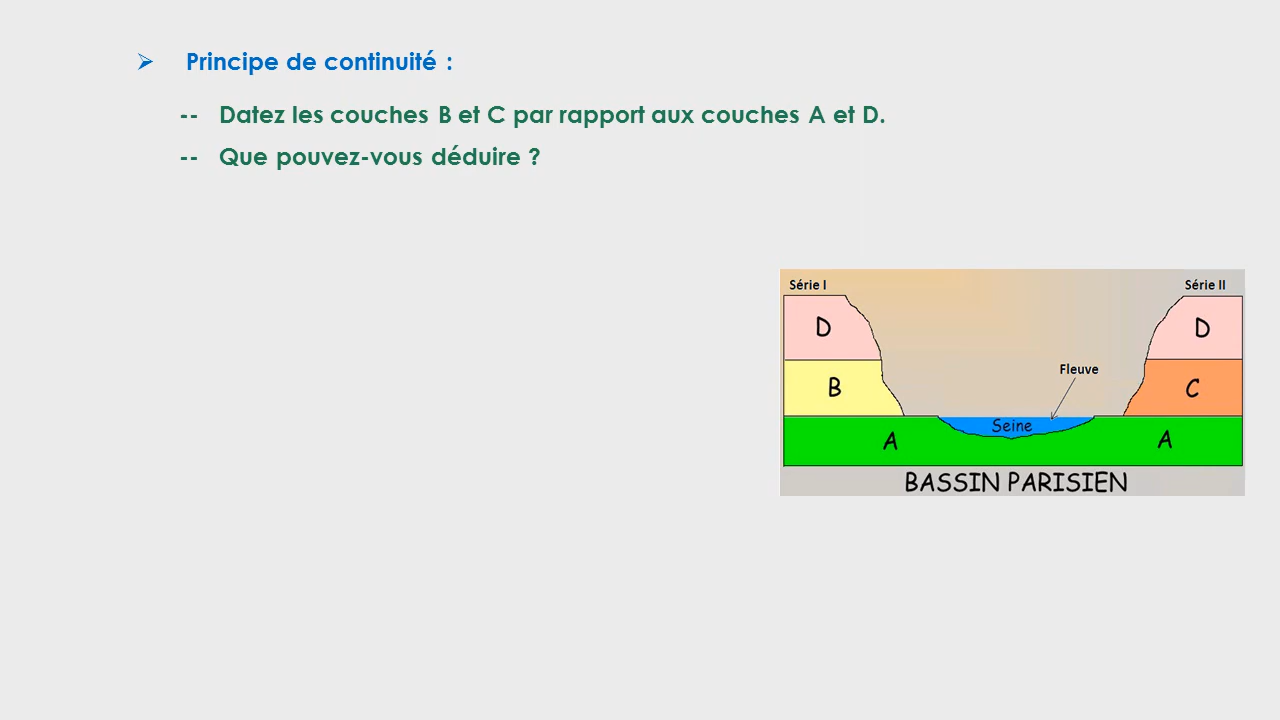 Principe de continuité :
-- Datez les couches B et C par rapport aux couches A et D.
-- Que pouvez-vous déduire ?
Série I
Série II
D
D
Fleuve
B
C
Seine
A
A
BASSIN PARISIEN